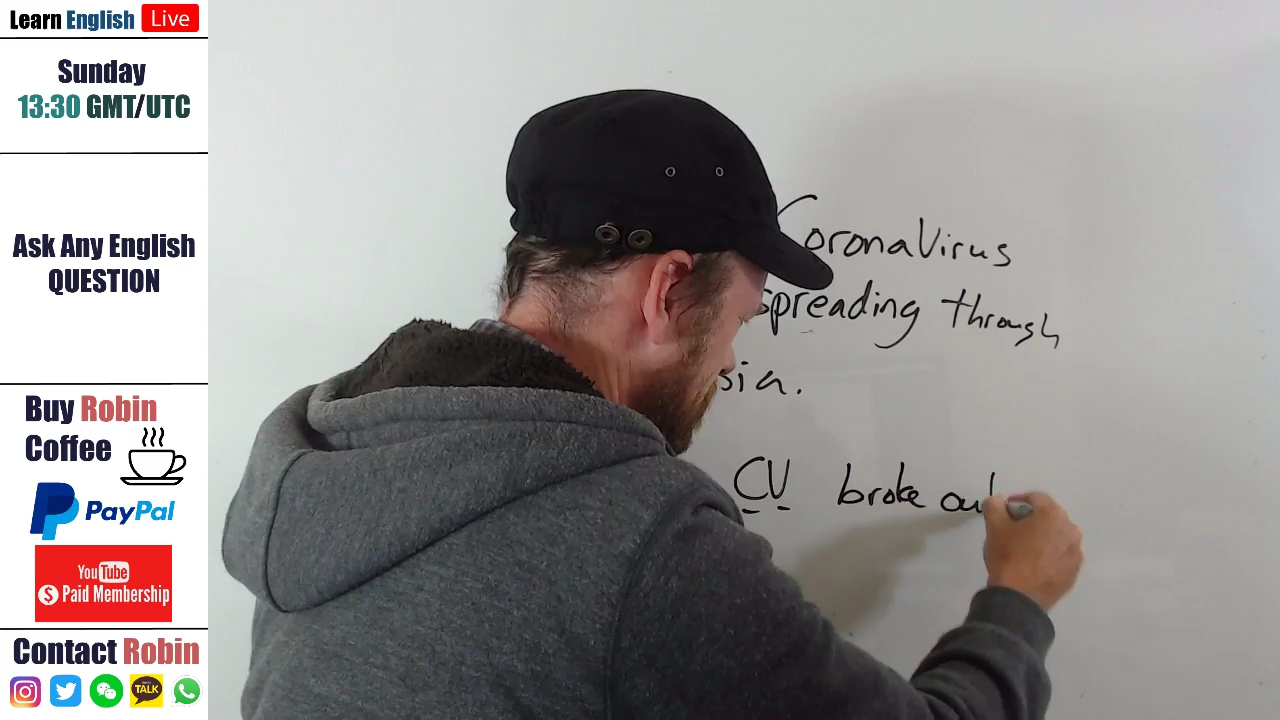 Learn English Live
Sunday
13:30 GMT/UTC
Ask Any English
QUESTION
Buy Robin
Coffee
PayPal
YouTube
$ Paid Membership
Contact Robin
TALK
CoronaVirus
spreading through
sia.
CV broke out